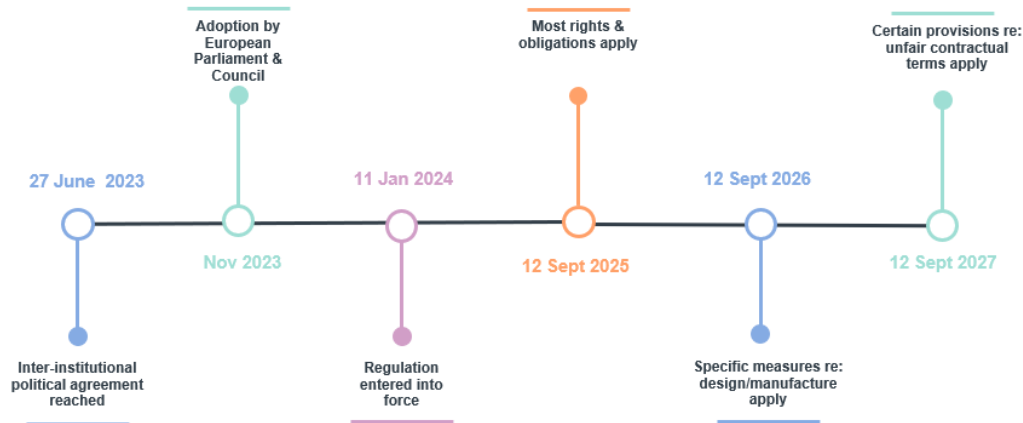 Adoption by
European
Parliament &
Council
Most rights &
obligations apply
Certain provisions re:
unfair contractual
terms apply
27 June 2023
11 Jan 2024
12 Sept 2026
Nov 2023
12 Sept 2025
12 Sept 2027
Inter-institutional
political agreement
reached
Regulation
entered into
force
Specific measures re:
design/manufacture
apply